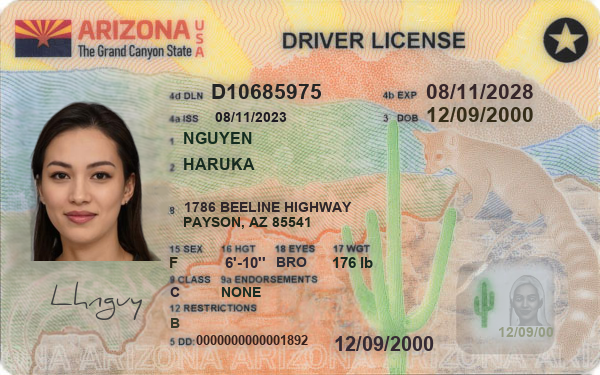 ARIZONA USA
The Grand Canyon State
DRIVER LICENSE
4d DLN D10685975
4b EXP 08/11/2028
4a ISS 08/11/2023
3 DOB 12/09/2000
1 NGUYEN
2 HARUKA
8 1786 BEELINE HIGHWAY
PAYSON, AZ 85541
15 SEX 16 HGT 18 EYES 17 WGT
F 6'-10" BRO 176 lb
9 CLASS 9a ENDORSEMENTS
C NONE
12 RESTRICTIONS
B
5 DD: 0000000000001892
12/09/2000
12/09/00
Lhnguy
ARIZONA ARIZONA ARIZONA ARIZONA